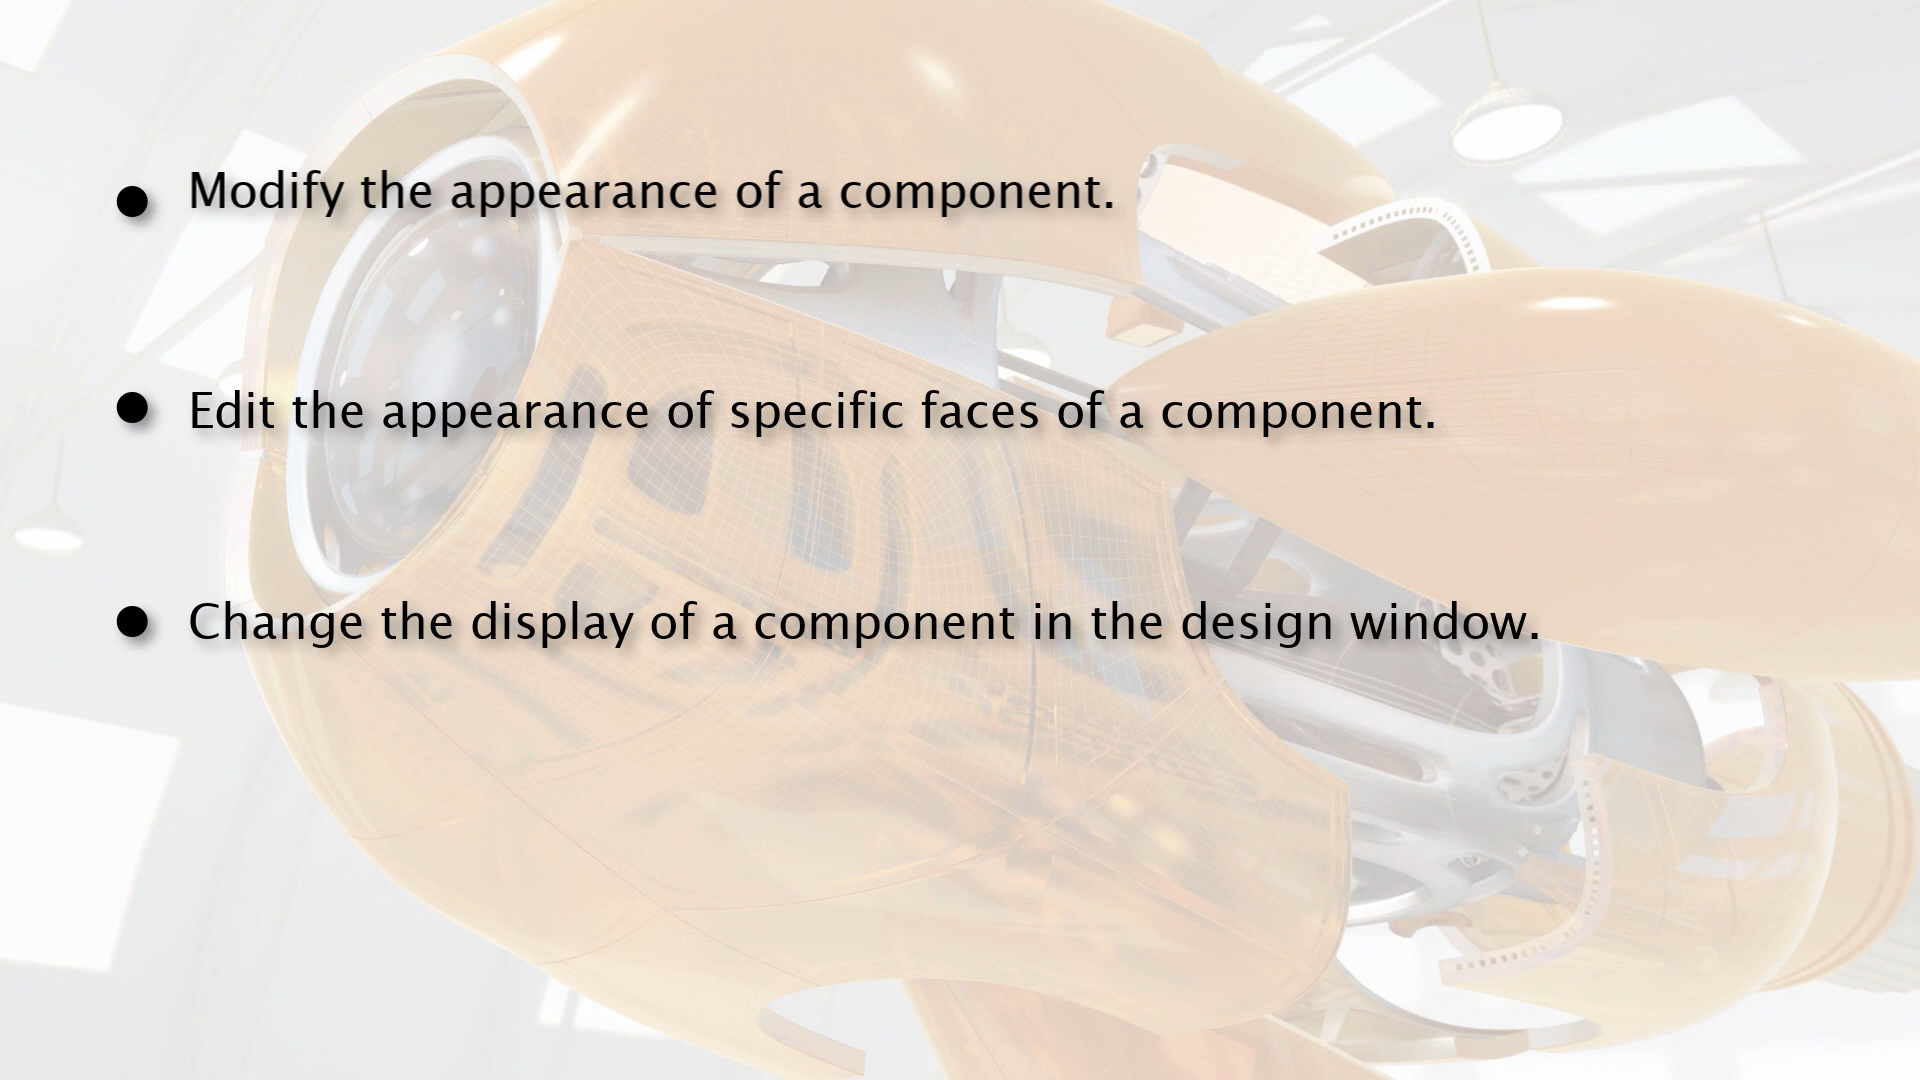 ● Modify the appearance of a component.
● Edit the appearance of specific faces of a component.
● Change the display of a component in the design window.